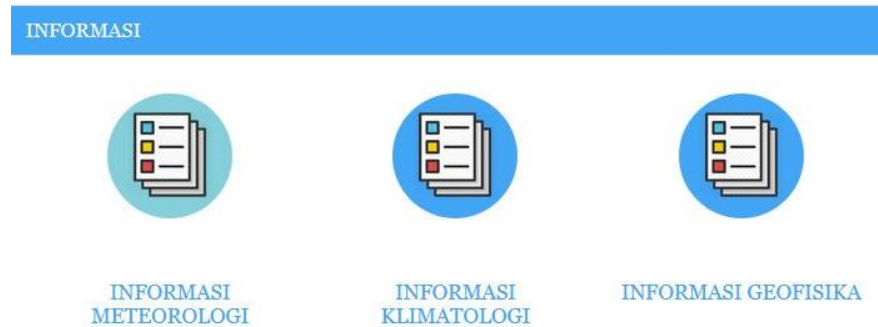 INFORMASI
INFORMASI
METEOROLOGI
INFORMASI
KLIMATOLOGI
INFORMASI GEOFISIKA